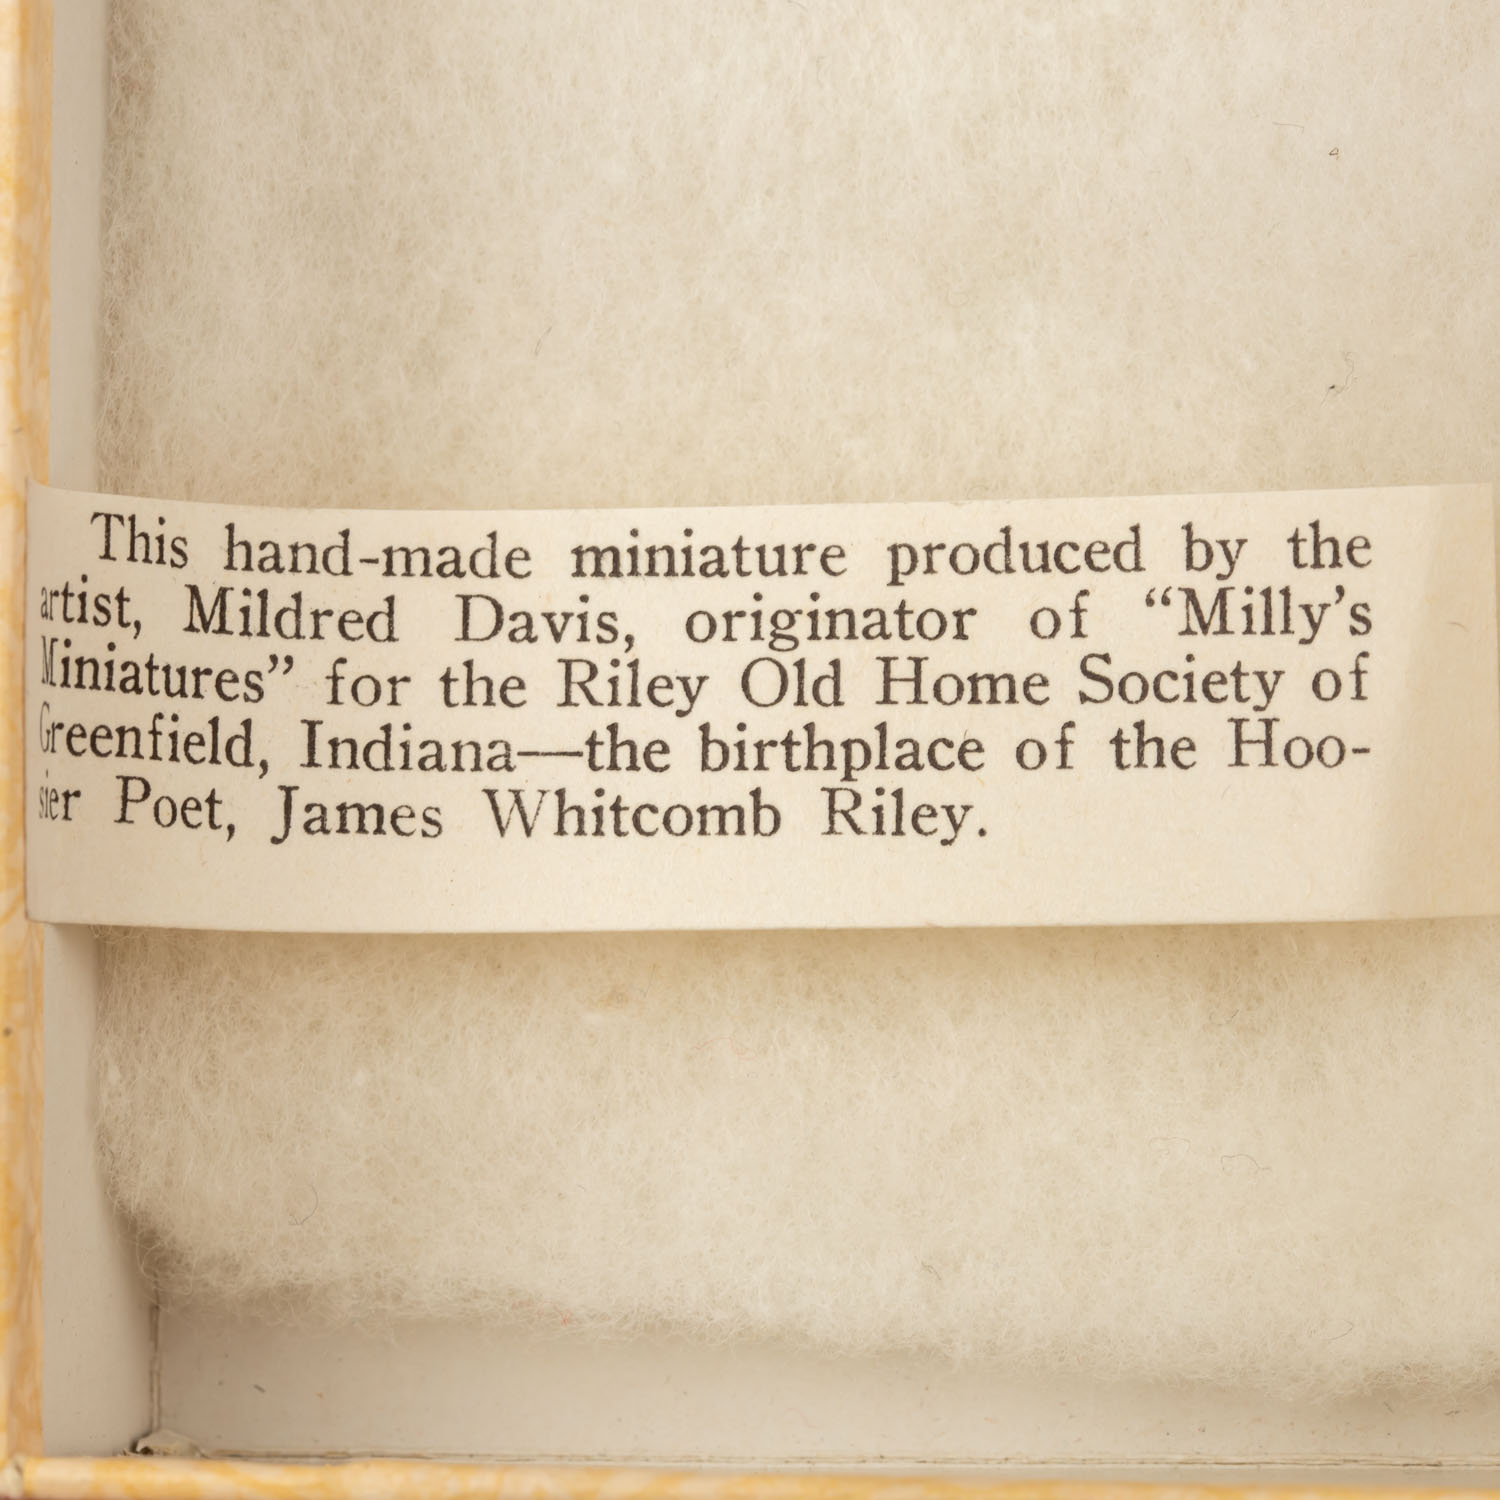 This hand-made miniature produced by the
artist, Mildred Davis, originator of “Milly’s
Miniatures” for the Riley Old Home Society of
Greenfield, Indiana—the birthplace of the Hoo-
sier Poet, James Whitcomb Riley.